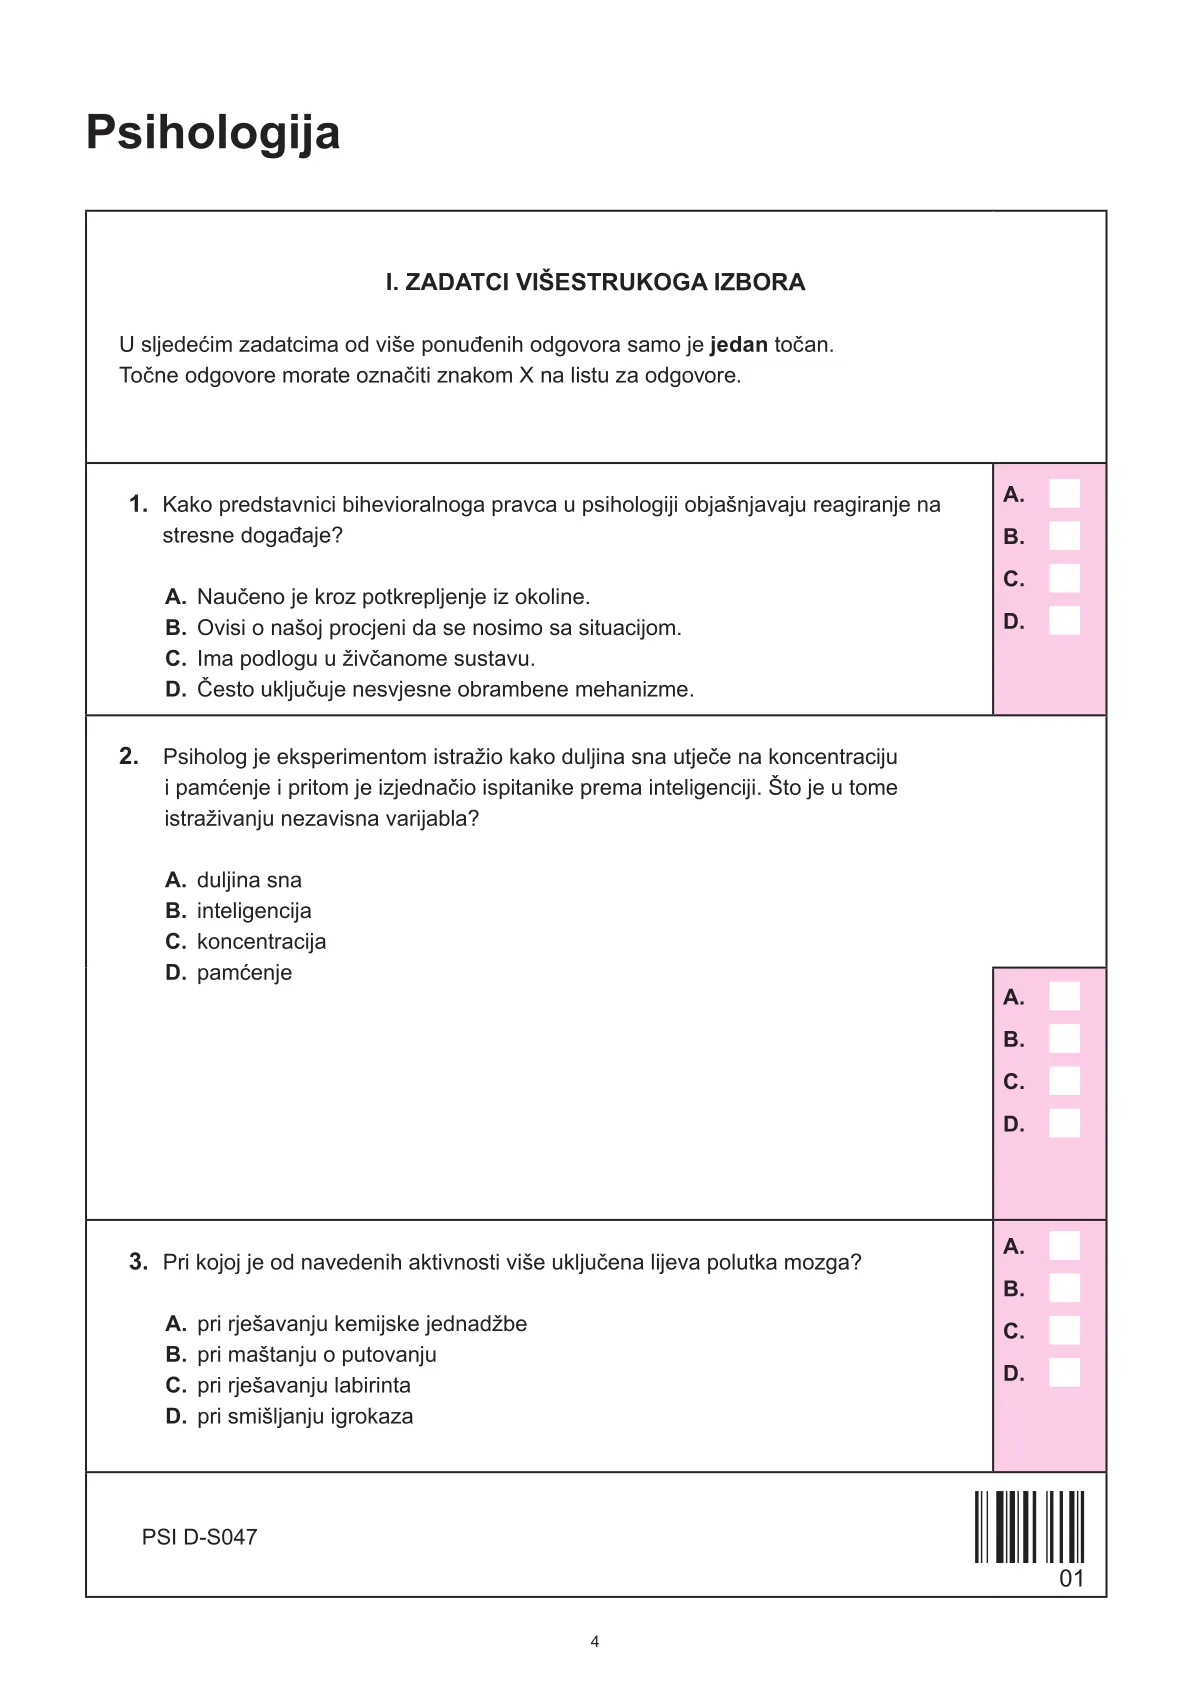 Psihologija
I. ZADATCI VIŠESTRUKOGA IZBORA
U sljedećim zadatcima od više ponuđenih odgovora samo je jedan točan.
Točne odgovore morate označiti znakom X na listu za odgovore.
1. Kako predstavnici bihevioralnoga pravca u psihologiji objašnjavaju reagiranje na
stresne događaje?
A. Naučeno je kroz potkrepljenje iz okoline.
B. Ovisi o našoj procjeni da se nosimo sa situacijom.
C. Ima podlogu u živčanome sustavu.
D. Često uključuje nesvjesne obrambene mehanizme.
A.
B.
C.
D.
2. Psiholog je eksperimentom istražio kako duljina sna utječe na koncentraciju
i pamćenje i pritom je izjednačio ispitanike prema inteligenciji. Što je u tome
istraživanju nezavisna varijabla?
A. duljina sna
B. inteligencija
C. koncentracija
D. pamćenje
A.
B.
C.
D.
3. Pri kojoj je od navedenih aktivnosti više uključena lijeva polutka mozga?
A. pri rješavanju kemijske jednadžbe
B. pri maštanju o putovanju
C. pri rješavanju labirinta
D. pri smišljanju igrokaza
A.
B.
C.
D.
PSI D-S047
01
4